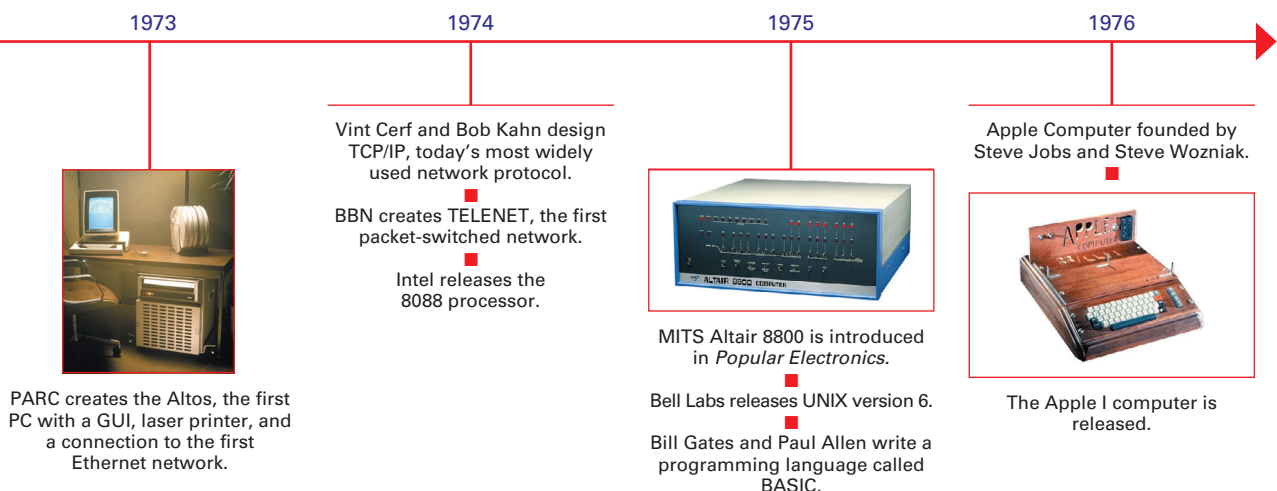 1973
PARC creates the Altos, the first
PC with a GUI, laser printer, and
a connection to the first
Ethernet network.
1974
Vint Cerf and Bob Kahn design
TCP/IP, today's most widely
used network protocol.
BBN creates TELENET, the first
packet-switched network.
Intel releases the
8088 processor.
1975
ALTAIR 8800 COMPUTER
MITS Altair 8800 is introduced
in Popular Electronics.
Bell Labs releases UNIX version 6.
Bill Gates and Paul Allen write a
programming language called
BASIC.
1976
Apple Computer founded by
Steve Jobs and Steve Wozniak.
APPLE
COMPUTER
The Apple I computer is
released.